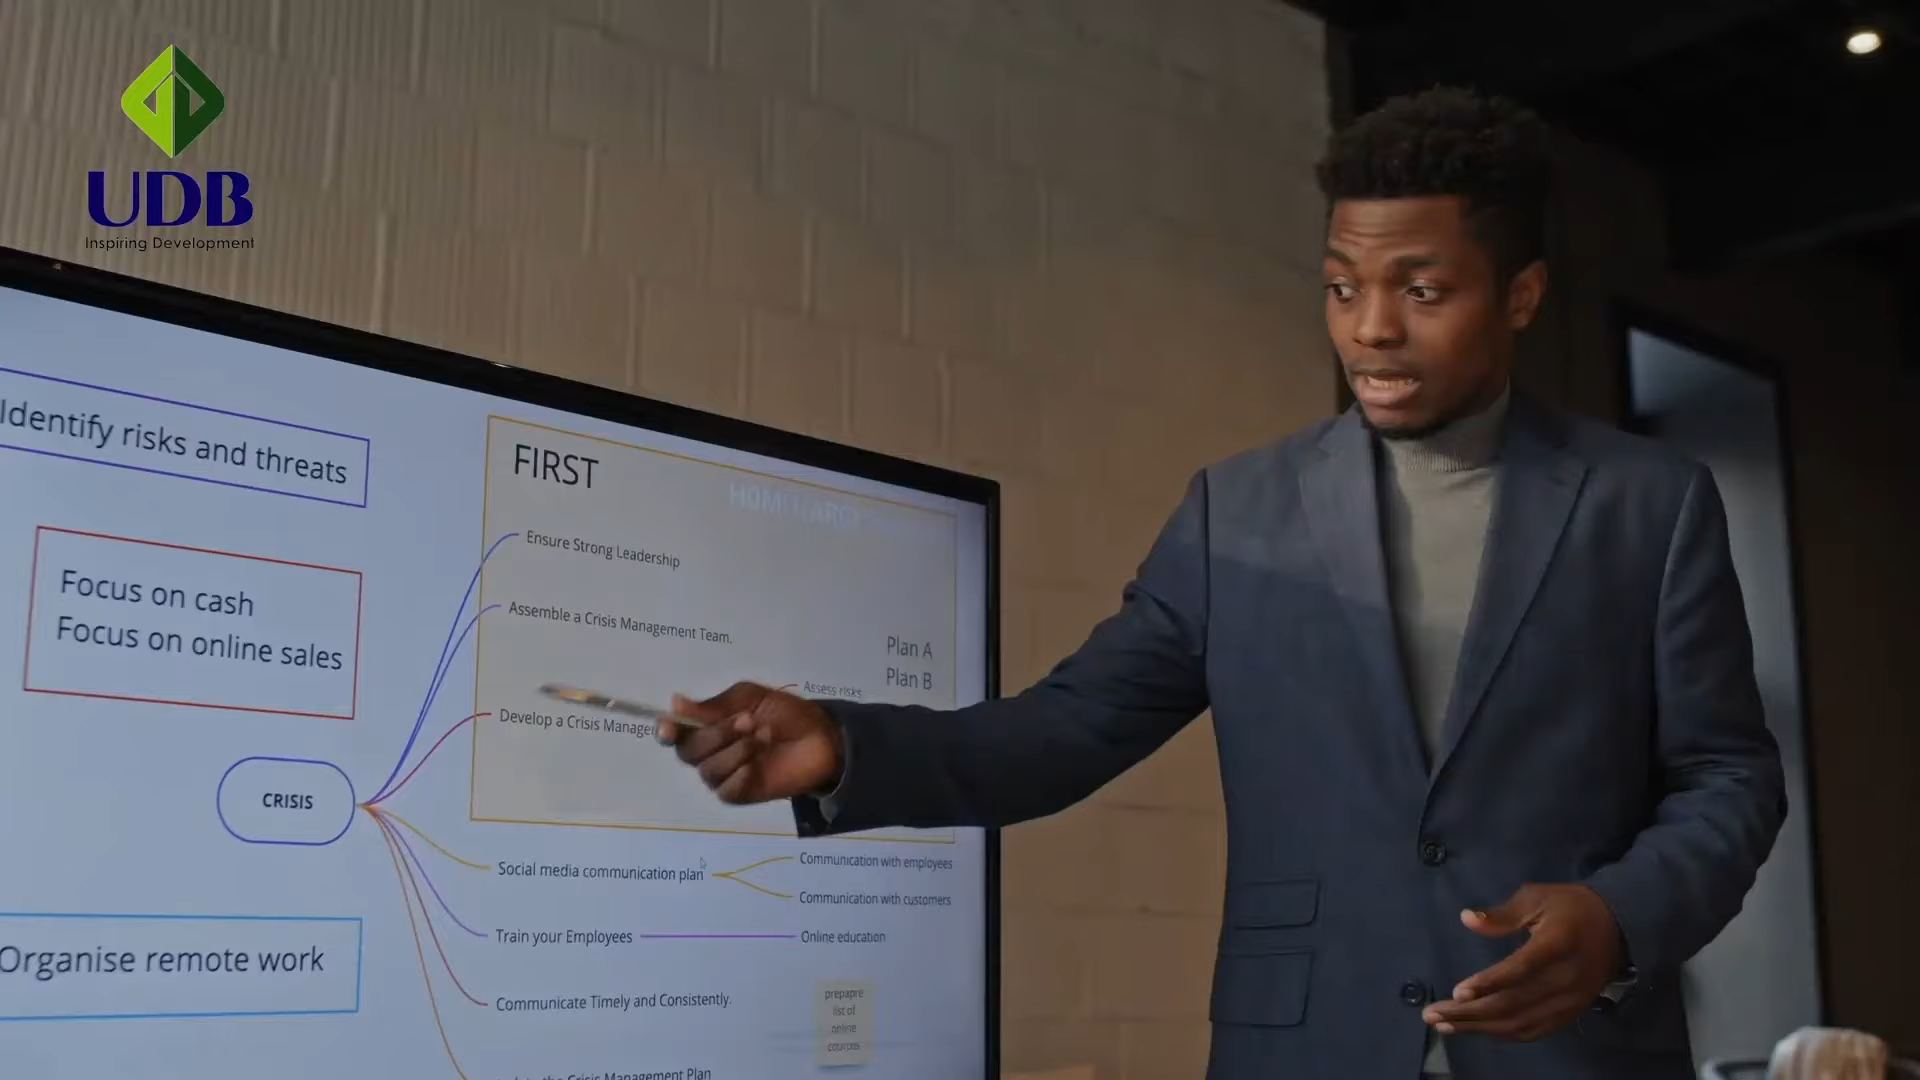 UDB
Inspiring Development
Identify risks and threats
FIRST
Ensure Strong Leadership
Focus on cash
Focus on online sales
Assemble a Crisis Management Team.
Plan A
Plan B
Assess risks
Develop a Crisis
CRISIS
Social media communication plan
Communication with employees
Communication with customers
Train your Employees
Online education
Organise remote work
Communicate Timely and Consistently.
prepapre
list of
online
courses
the Crisis Management Plan